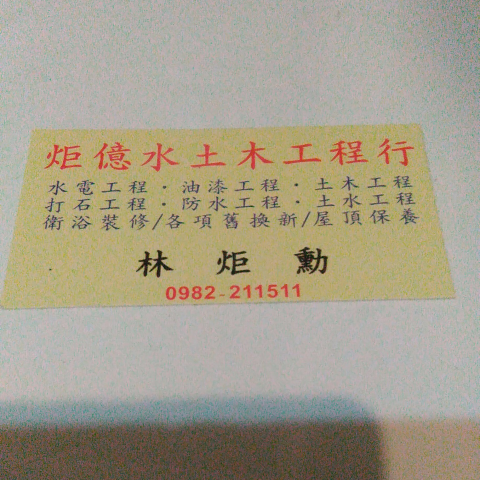 炬億水土木工程行
水電工程·油漆工程·土木工程
打石工程·防水工程·土水工程
衛浴裝修/各項舊換新/屋頂保養
林炬勳
0982-211511